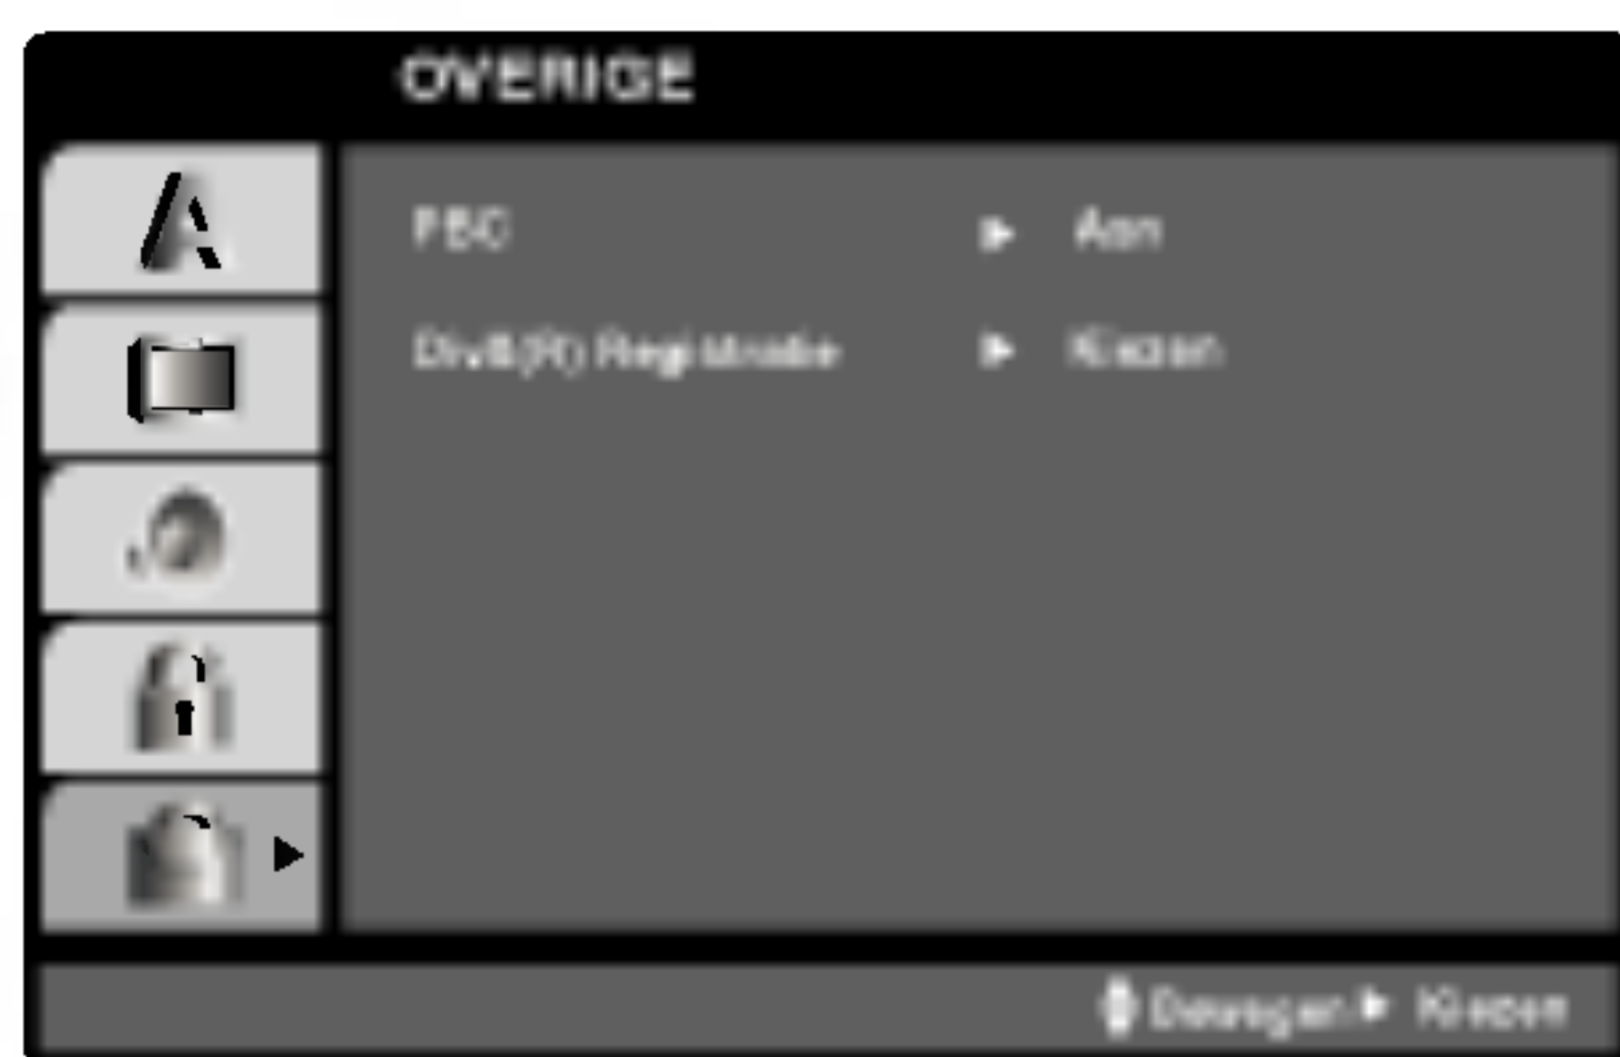 OVERIGE
PBC ► Aan
DivX(R) Registratie ► Kiezen
Bewegen ► Kiezen